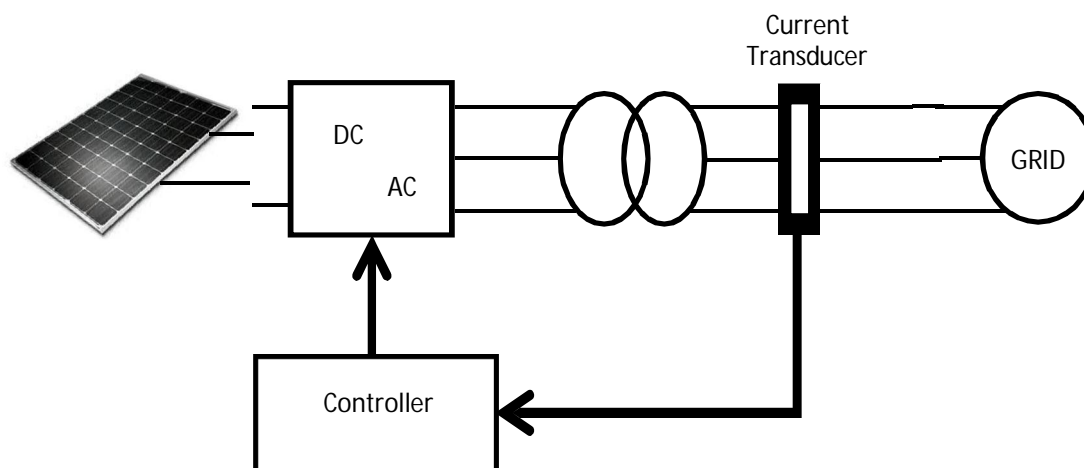 Current
Transducer
DC
AC
GRID
Controller